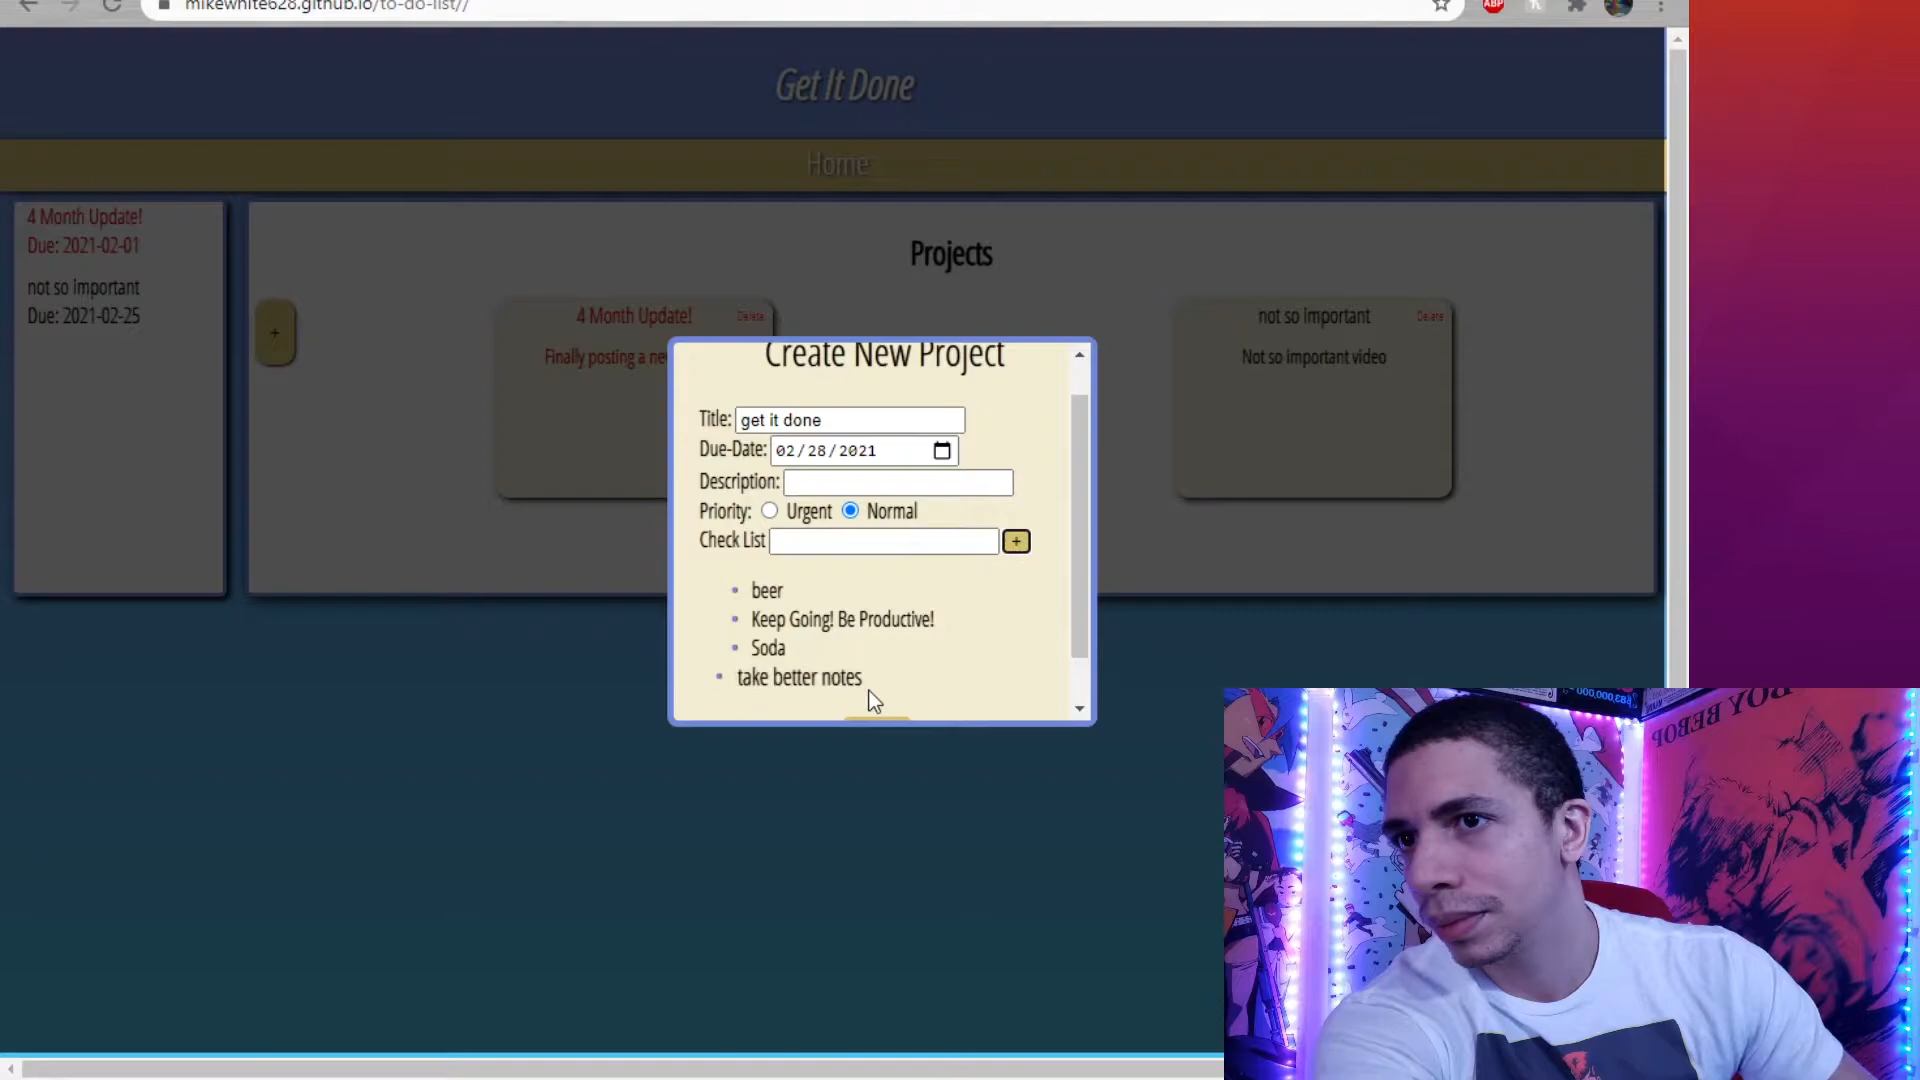 mikewhite628.github.io/to-do-list//
ABP
Get It Done
Home
4 Month Update!
Due: 2021-02-01
not so important
Due: 2021-02-25
Projects
+
4 Month Update!
Delete
Finally posting a ne
not so important
Delete
Not so important video
Create New Project
Title: get it done
Due-Date: 02/28/2021
Description:
Priority: Urgent Normal
Check List +
beer
Keep Going! Be Productive!
Soda
take better notes
BOY BEBOP